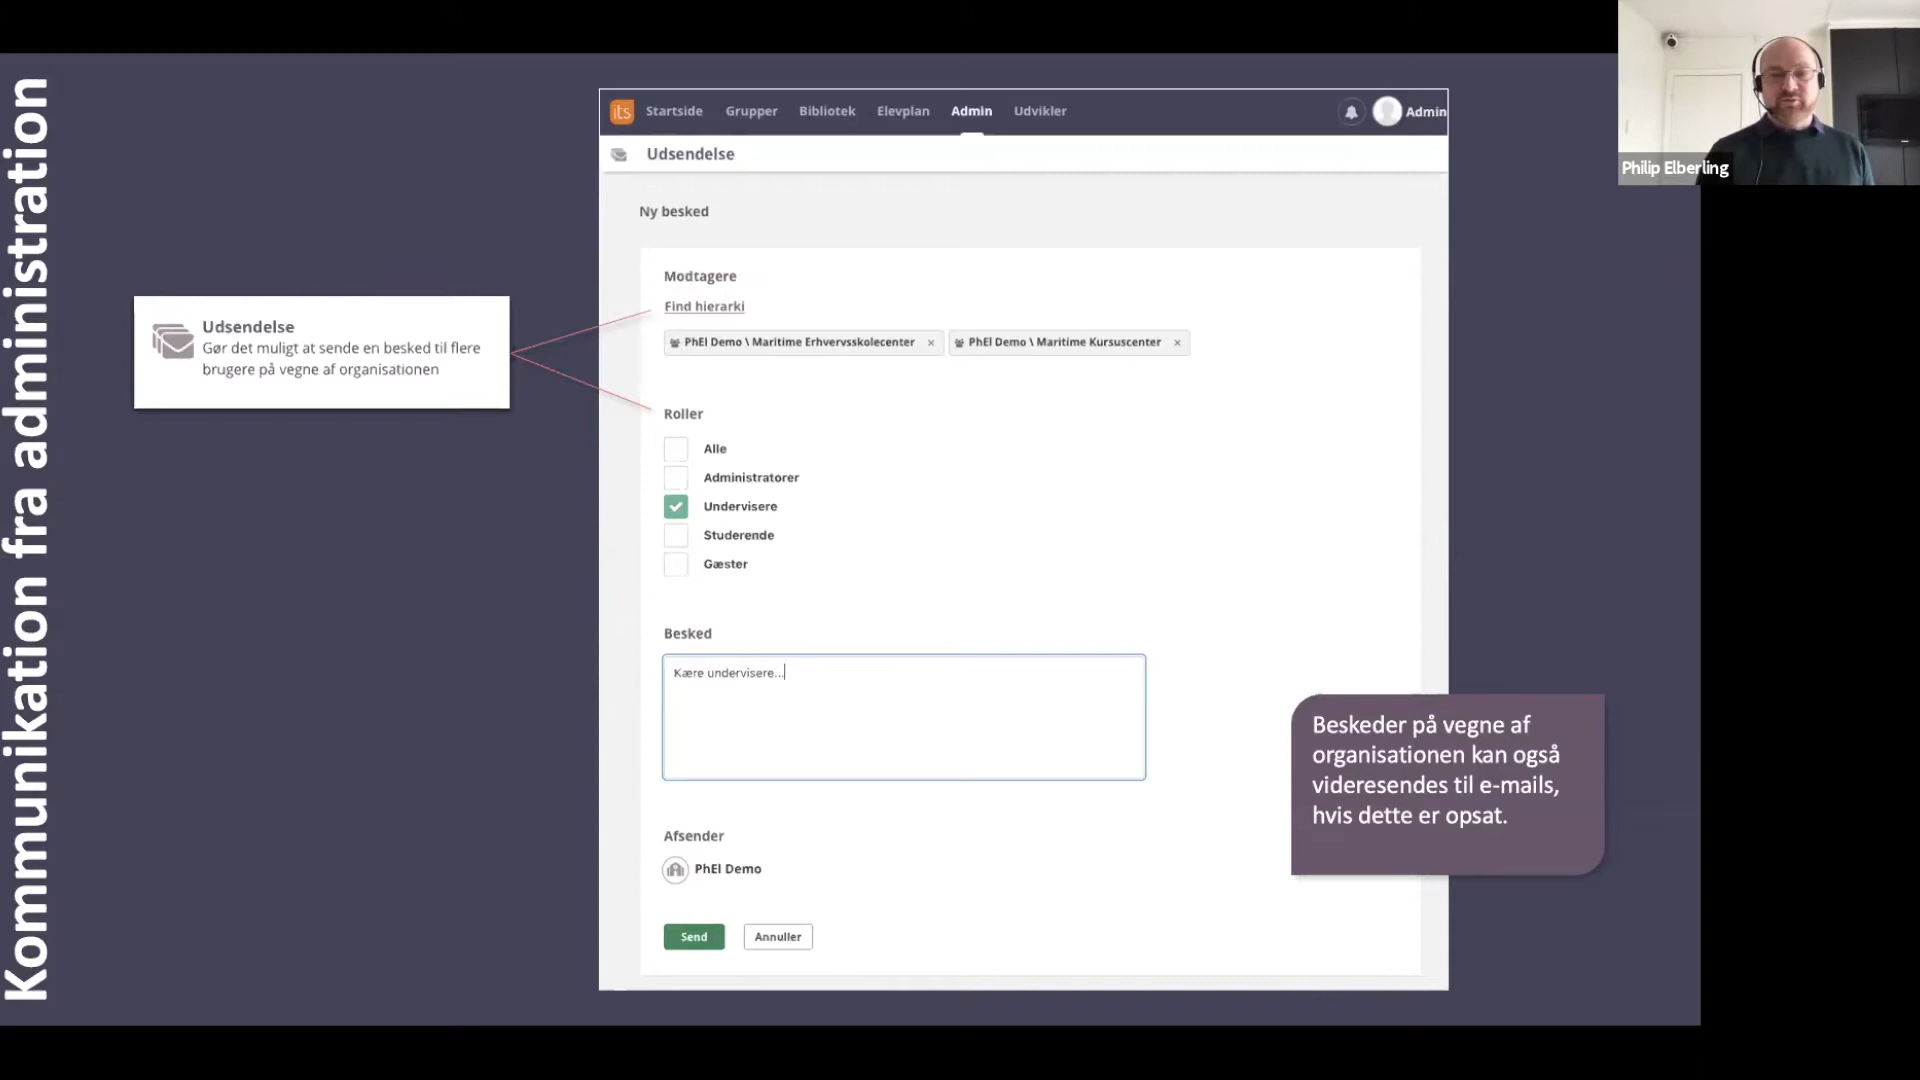 Kommunikation fra administration
its Startside Grupper Bibliotek Elevplan Admin Udvikler Admin
Udsendelse
Ny besked
Modtagere
Find hierarki
PhEl Demo \ Maritime Erhvervsskolecenter × PhEl Demo \ Maritime Kursuscenter ×
Udsendelse
Gør det muligt at sende en besked til flere
brugere på vegne af organisationen
Roller
Alle
Administratorer
Undervisere
Studerende
Gæster
Besked
Kære undervisere...
Afsender
PhEl Demo
Send Annuller
Beskeder på vegne af
organisationen kan også
videresendes til e-mails,
hvis dette er opsat.
Philip Elberling